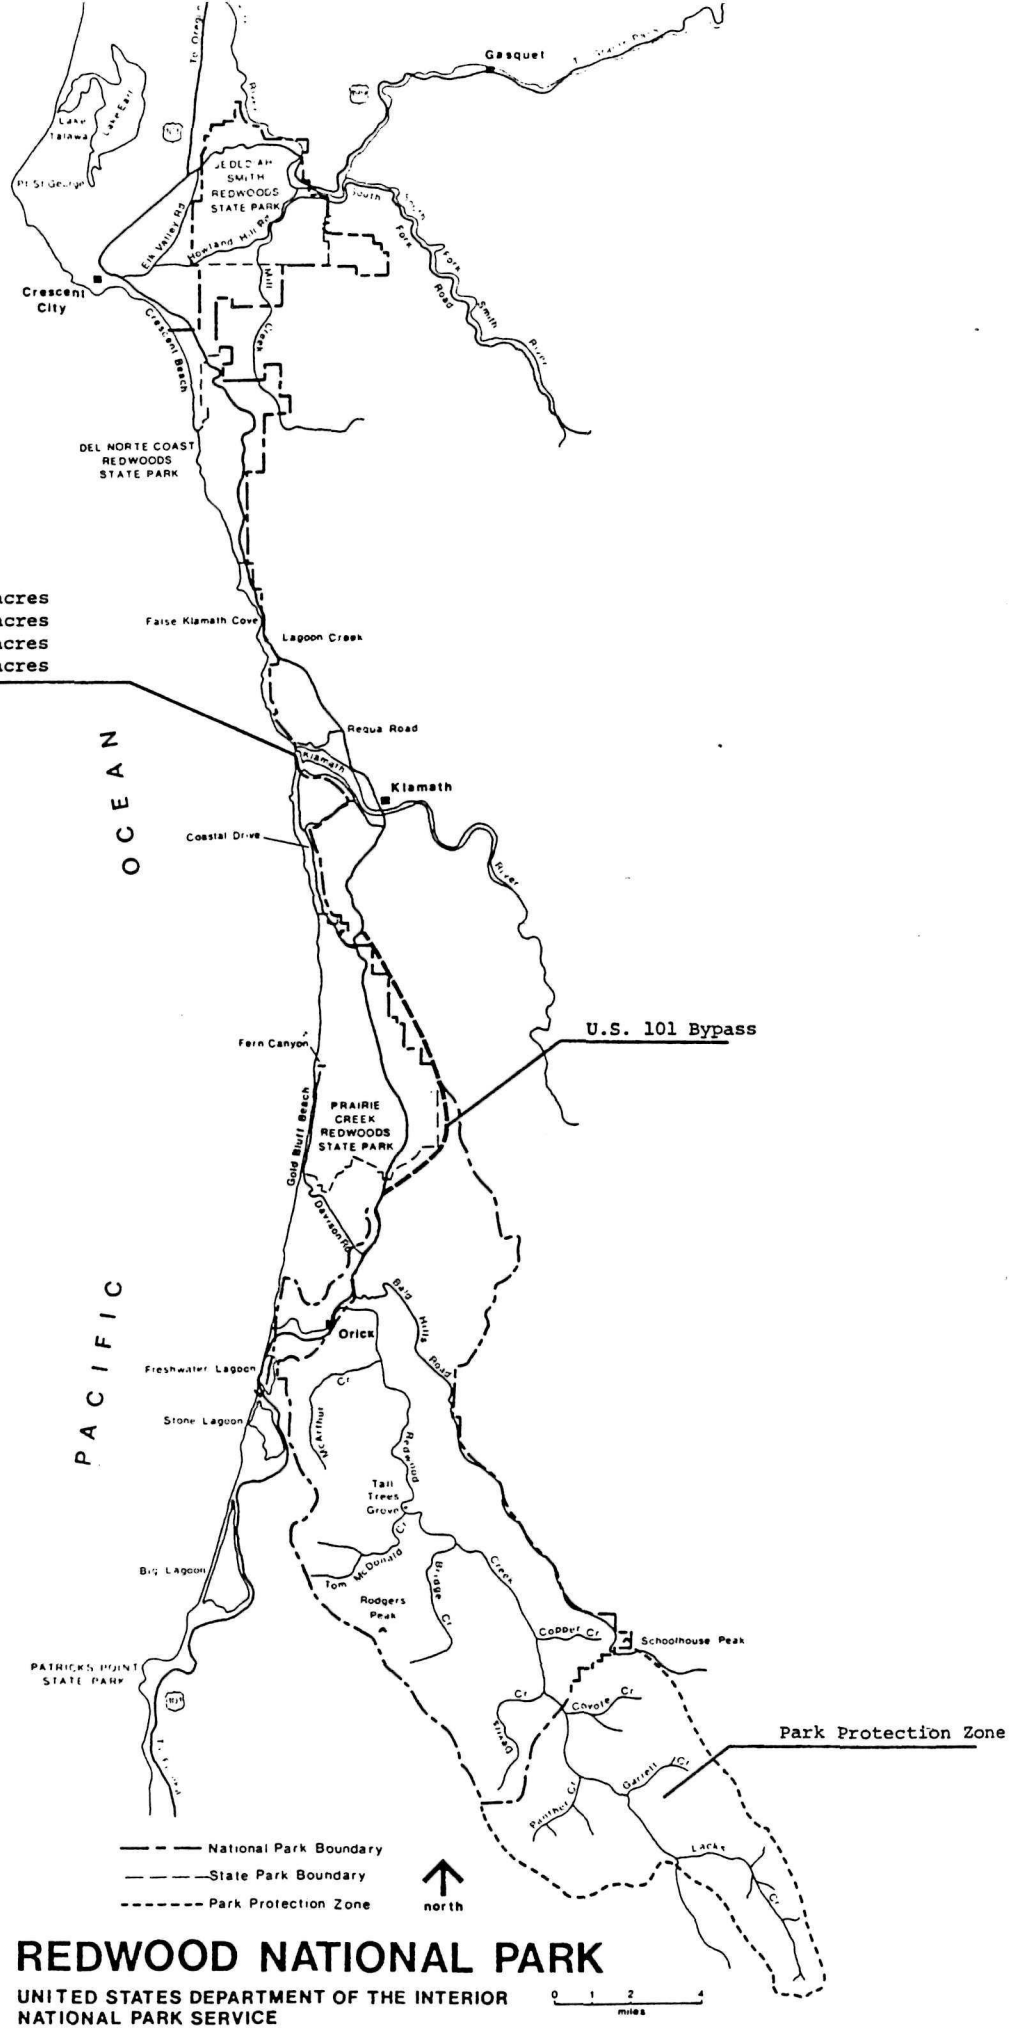 To Oreg
River
Gasquet
Lake
Talawa
Lake Earl
Pt St George
JEDEDIAH
SMITH
REDWOODS
STATE PARK
South
Elk Valley Rd
Howland Hill Rd
South
Fork
Fork
Road
Smith
River
Mill
Creek
Crescent
City
Crescent Beach
DEL NORTE COAST
REDWOODS
STATE PARK
acres
acres
acres
acres
False Klamath Cove
Lagoon Creek
Requa Road
Klamath
Klamath
River
OCEAN
Coastal Drive
U.S. 101 Bypass
Fern Canyon
Gold Bluff Beach
PRAIRIE
CREEK
REDWOODS
STATE PARK
Davison Rd
PACIFIC
Bald
Hills
Road
Orick
Freshwater Lagoon
Stone Lagoon
McArthur
Cr
Redwood
Tall
Trees
Grove
Big Lagoon
Tom McDonald Cr
Bridge
Cr
Creek
Rodgers
Peak
Copper Cr
Schoolhouse Peak
PATRICKS POINT
STATE PARK
101
Devils
Cr
Coyote Cr
Park Protection Zone
Garrett Cr
Panther Cr
Lacks
Cr
National Park Boundary
State Park Boundary
Park Protection Zone
north
REDWOOD NATIONAL PARK
UNITED STATES DEPARTMENT OF THE INTERIOR
NATIONAL PARK SERVICE
0 1 2 4
miles